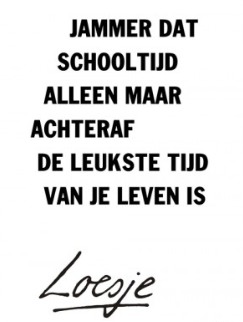 JAMMER DAT
SCHOOLTIJD
ALLEEN MAAR
ACHTERAF
DE LEUKSTE TIJD
VAN JE LEVEN IS
Loesje